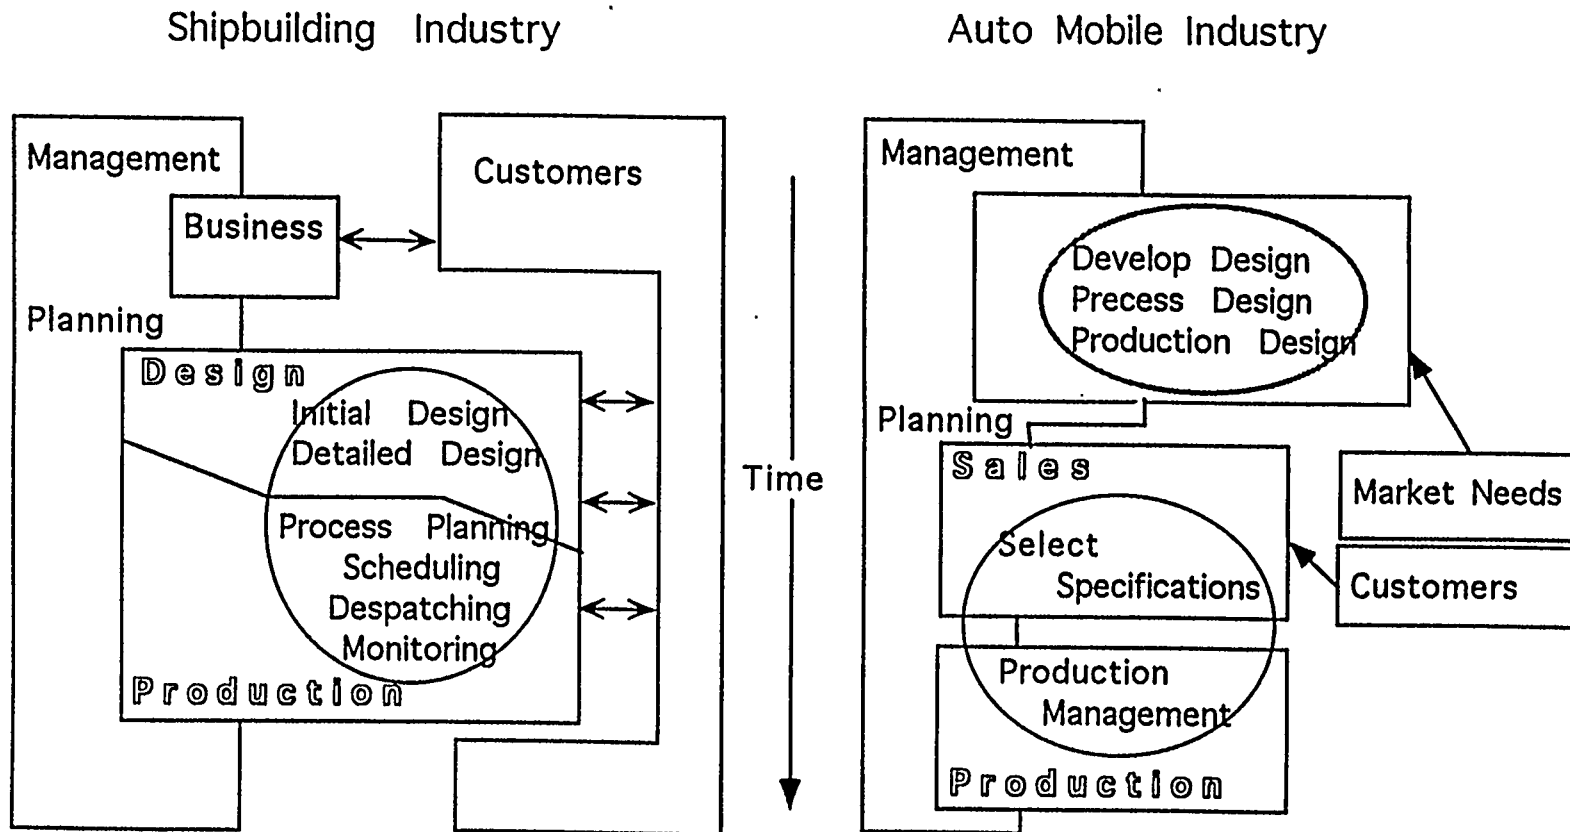 Shipbuilding Industry
Management
Customers
Business
Planning
Design
Initial Design
Detailed Design
Process Planning
Scheduling
Despatching
Monitoring
Production
Time
Auto Mobile Industry
Management
Develop Design
Precess Design
Production Design
Planning
Sales
Market Needs
Select
Specifications
Customers
Production
Management
Production